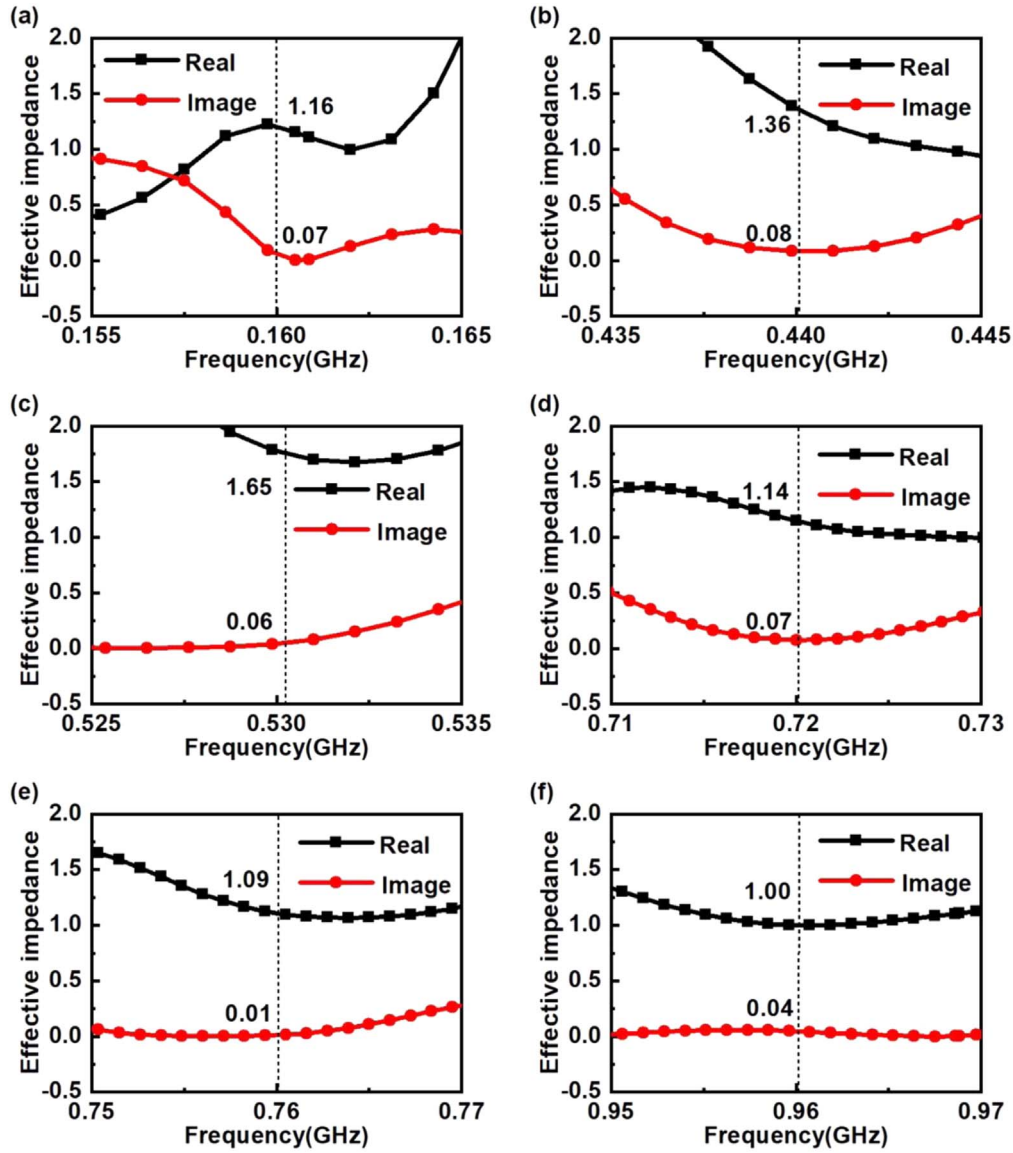 (a)
Effective impedance
2.0
1.5
1.0
0.5
0.0
-0.5
Real
Image
1.16
0.07
0.155 0.160 0.165
Frequency(GHz)
(b)
Effective impedance
2.0
1.5
1.0
0.5
0.0
-0.5
Real
Image
1.36
0.08
0.435 0.440 0.445
Frequency(GHz)
(c)
Effective impedance
2.0
1.5
1.0
0.5
0.0
-0.5
1.65
Real
Image
0.06
0.525 0.530 0.535
Frequency(GHz)
(d)
Effective impedance
2.0
1.5
1.0
0.5
0.0
-0.5
Real
1.14
Image
0.07
0.71 0.72 0.73
Frequency(GHz)
(e)
Effective impedance
2.0
1.5
1.0
0.5
0.0
-0.5
Real
1.09
Image
0.01
0.75 0.76 0.77
Frequency(GHz)
(f)
Effective impedance
2.0
1.5
1.0
0.5
0.0
-0.5
Real
1.00
Image
0.04
0.95 0.96 0.97
Frequency(GHz)